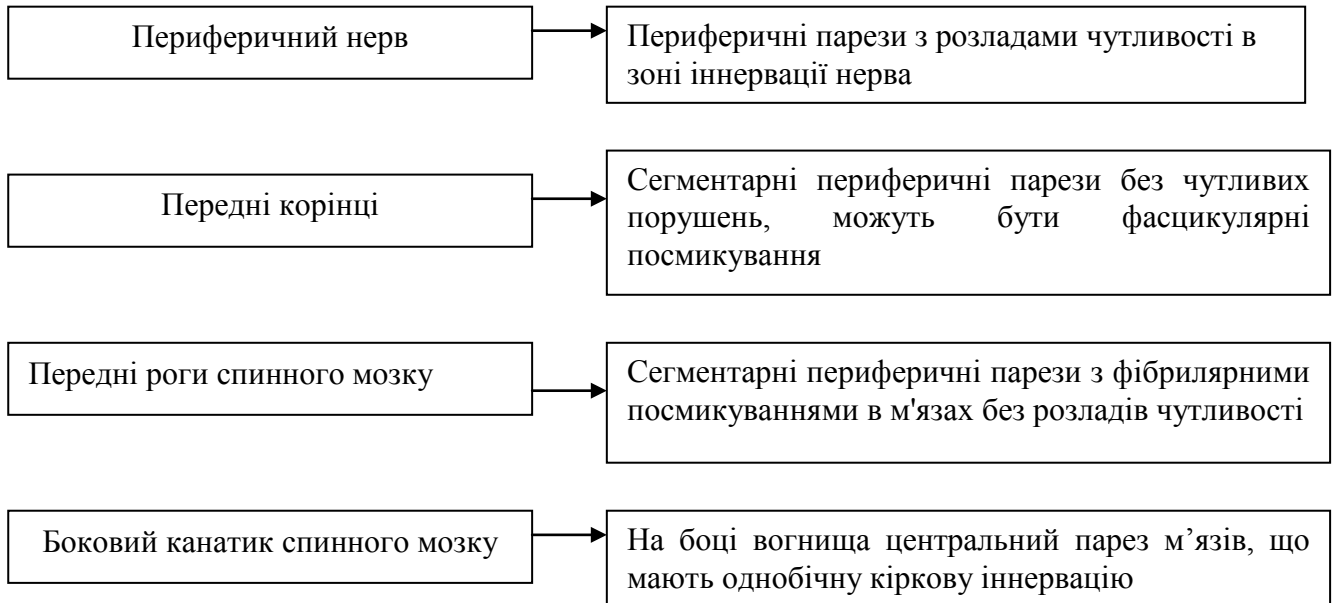 Периферичний нерв
Периферичні парези з розладами чутливості в
зоні іннервації нерва
Передні корінці
Сегментарні периферичні парези без чутливих
порушень, можуть бути фасцикулярні
посмикування
Передні роги спинного мозку
Сегментарні периферичні парези з фібрилярними
посмикуваннями в м'язах без розладів чутливості
Боковий канатик спинного мозку
На боці вогнища центральний парез м’язів, що
мають однобічну кіркову іннервацію